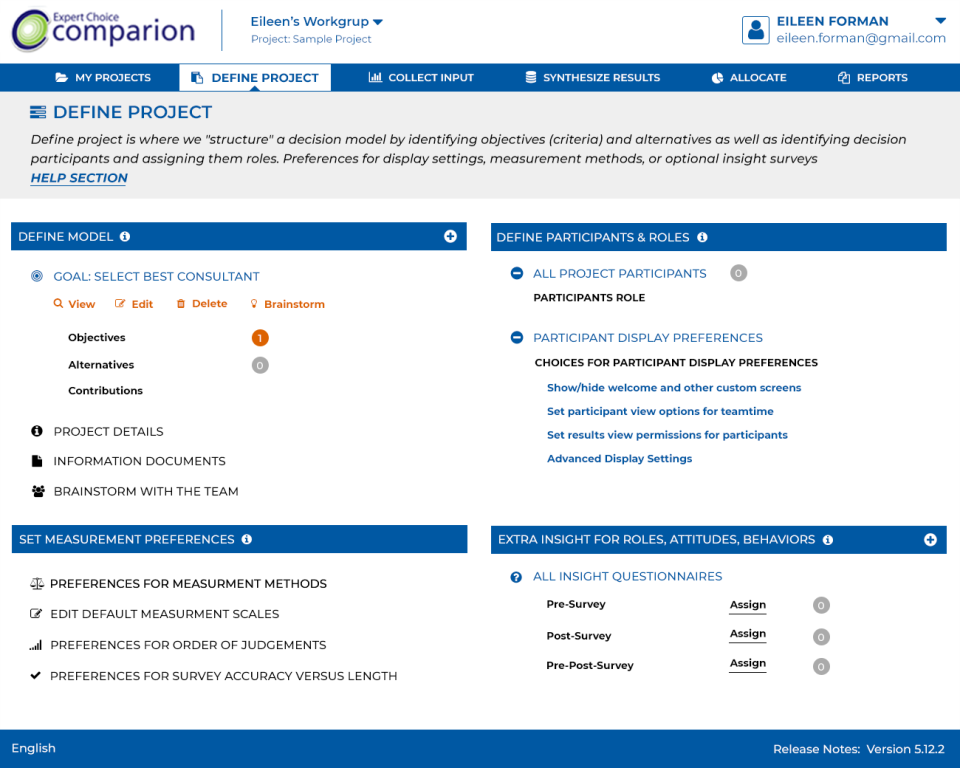 Expert Choice
comparion
Eileen's Workgrup
Project: Sample Project
EILEEN FORMAN
eileen.forman@gmail.com
MY PROJECTS
DEFINE PROJECT
COLLECT INPUT
SYNTHESIZE RESULTS
ALLOCATE
REPORTS
DEFINE PROJECT
Define project is where we "structure" a decision model by identifying objectives (criteria) and alternatives as well as identifying decision
participants and assigning them roles. Preferences for display settings, measurement methods, or optional insight surveys
HELP SECTION
DEFINE MODEL
GOAL: SELECT BEST CONSULTANT
View Edit Delete Brainstorm
Objectives 1
Alternatives 0
Contributions
PROJECT DETAILS
INFORMATION DOCUMENTS
BRAINSTORM WITH THE TEAM
DEFINE PARTICIPANTS & ROLES
ALL PROJECT PARTICIPANTS 0
PARTICIPANTS ROLE
PARTICIPANT DISPLAY PREFERENCES
CHOICES FOR PARTICIPANT DISPLAY PREFERENCES
Show/hide welcome and other custom screens
Set participant view options for teamtime
Set results view permissions for participants
Advanced Display Settings
SET MEASUREMENT PREFERENCES
PREFERENCES FOR MEASURMENT METHODS
EDIT DEFAULT MEASURMENT SCALES
PREFERENCES FOR ORDER OF JUDGEMENTS
PREFERENCES FOR SURVEY ACCURACY VERSUS LENGTH
EXTRA INSIGHT FOR ROLES, ATTITUDES, BEHAVIORS
ALL INSIGHT QUESTIONNAIRES
Pre-Survey Assign 0
Post-Survey Assign 0
Pre-Post-Survey Assign 0
English
Release Notes: Version 5.12.2